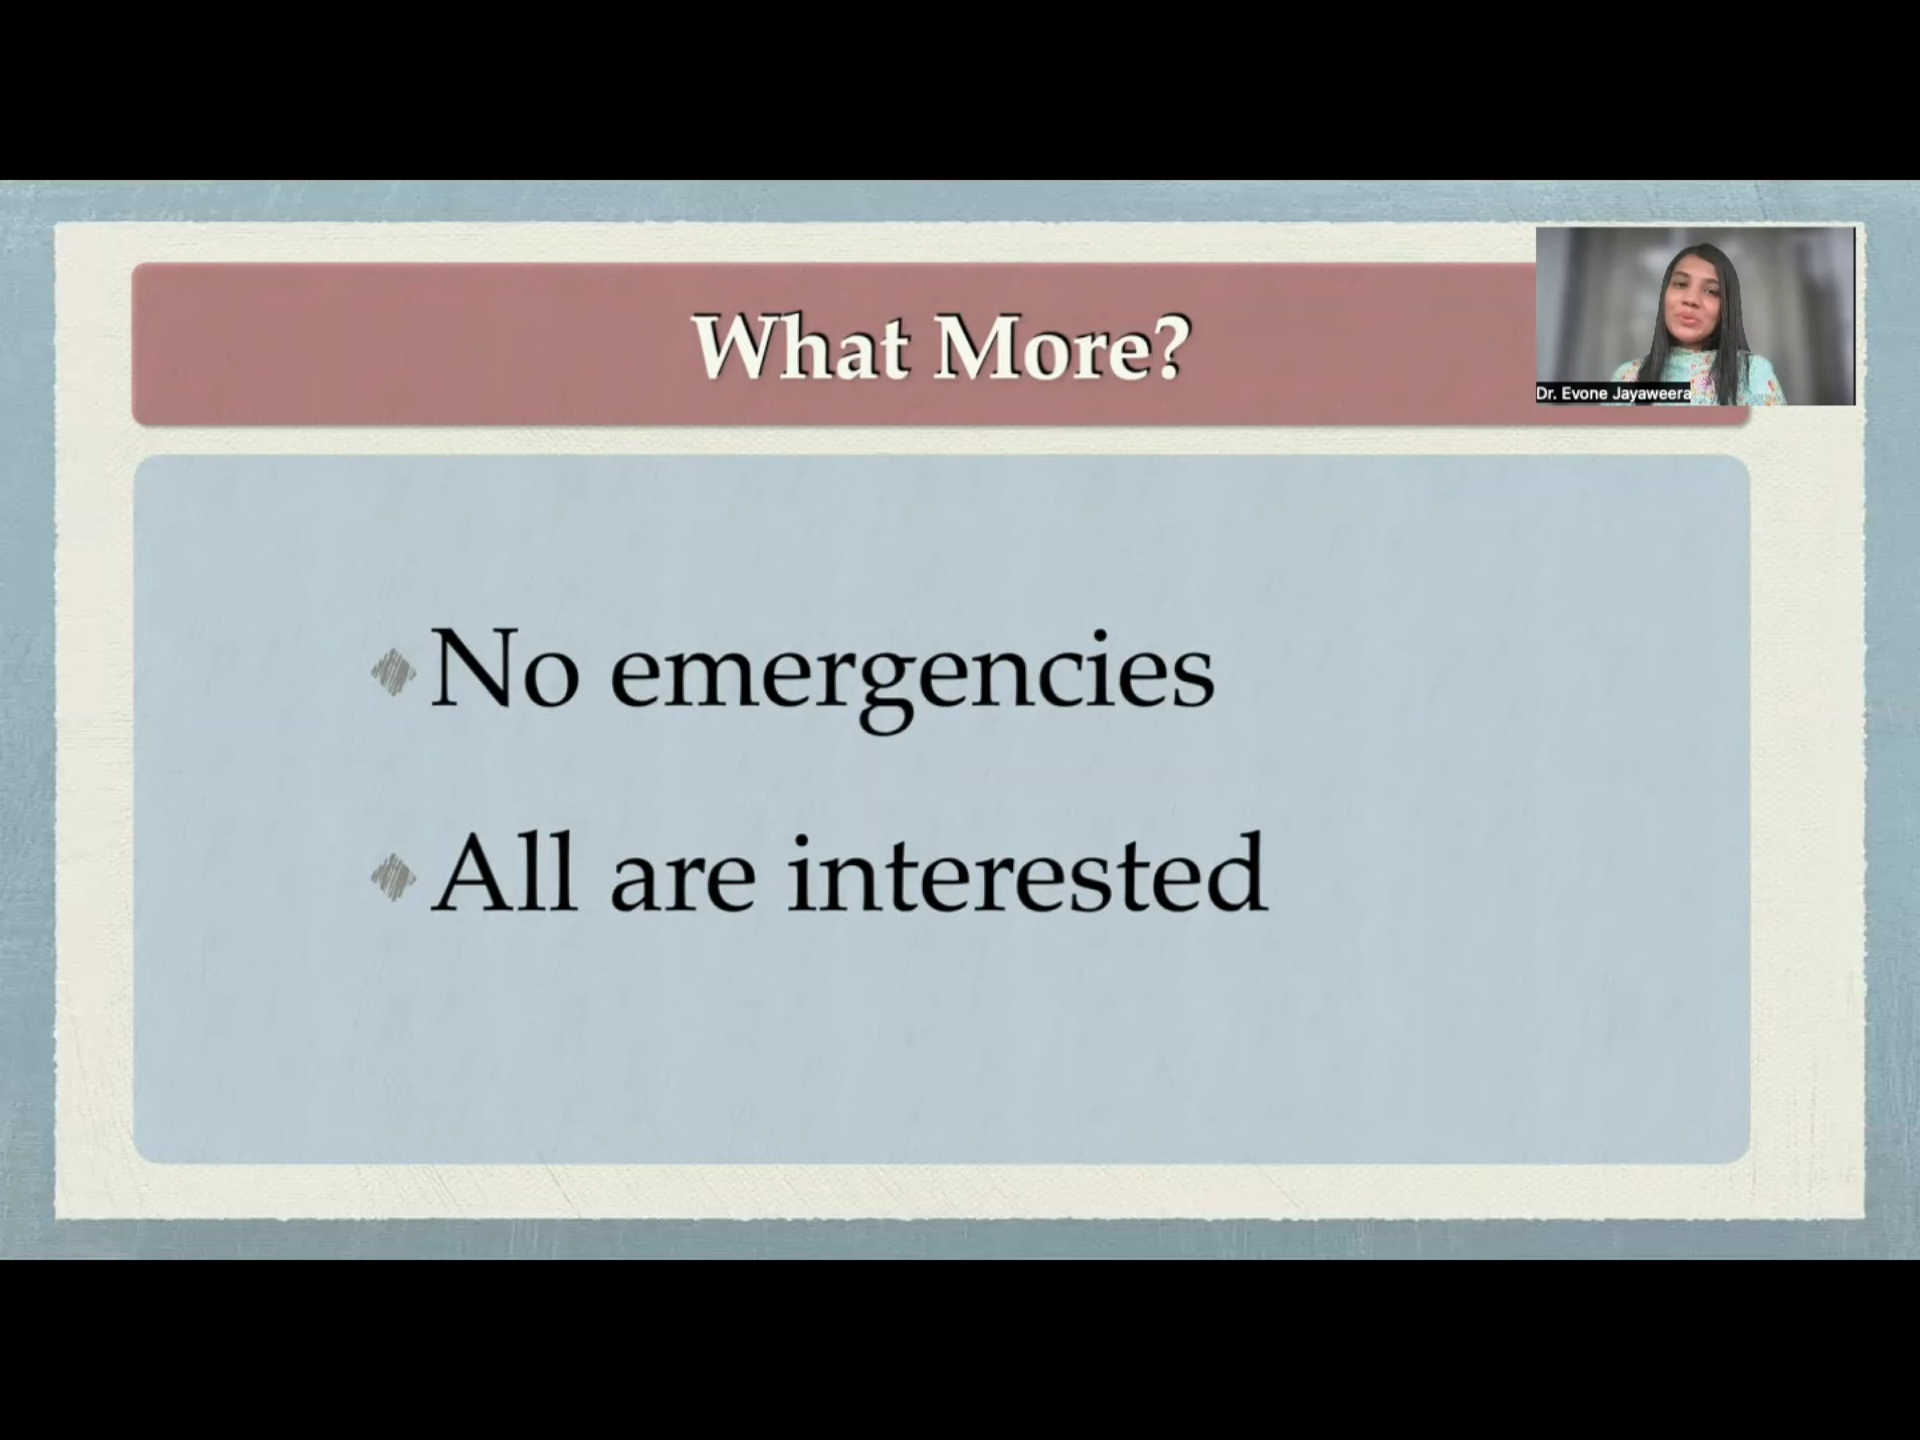 What More?
Dr. Evone Jayaweera
No emergencies
All are interested